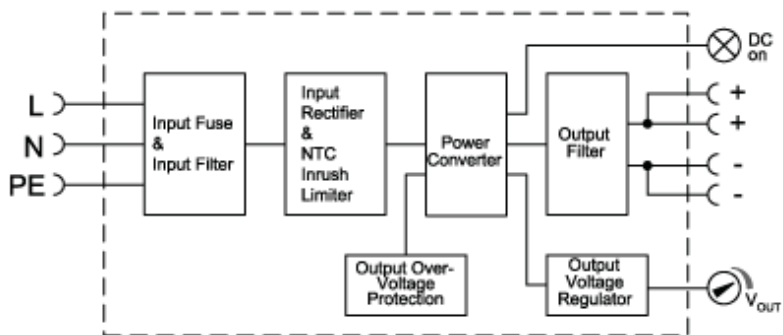 L
N
PE
Input Fuse
&
Input Filter
Input
Rectifier
&
NTC
Inrush
Limiter
Power
Converter
Output
Filter
Output Over-
Voltage
Protection
Output
Voltage
Regulator
DC
on
+
+
-
-
VOUT